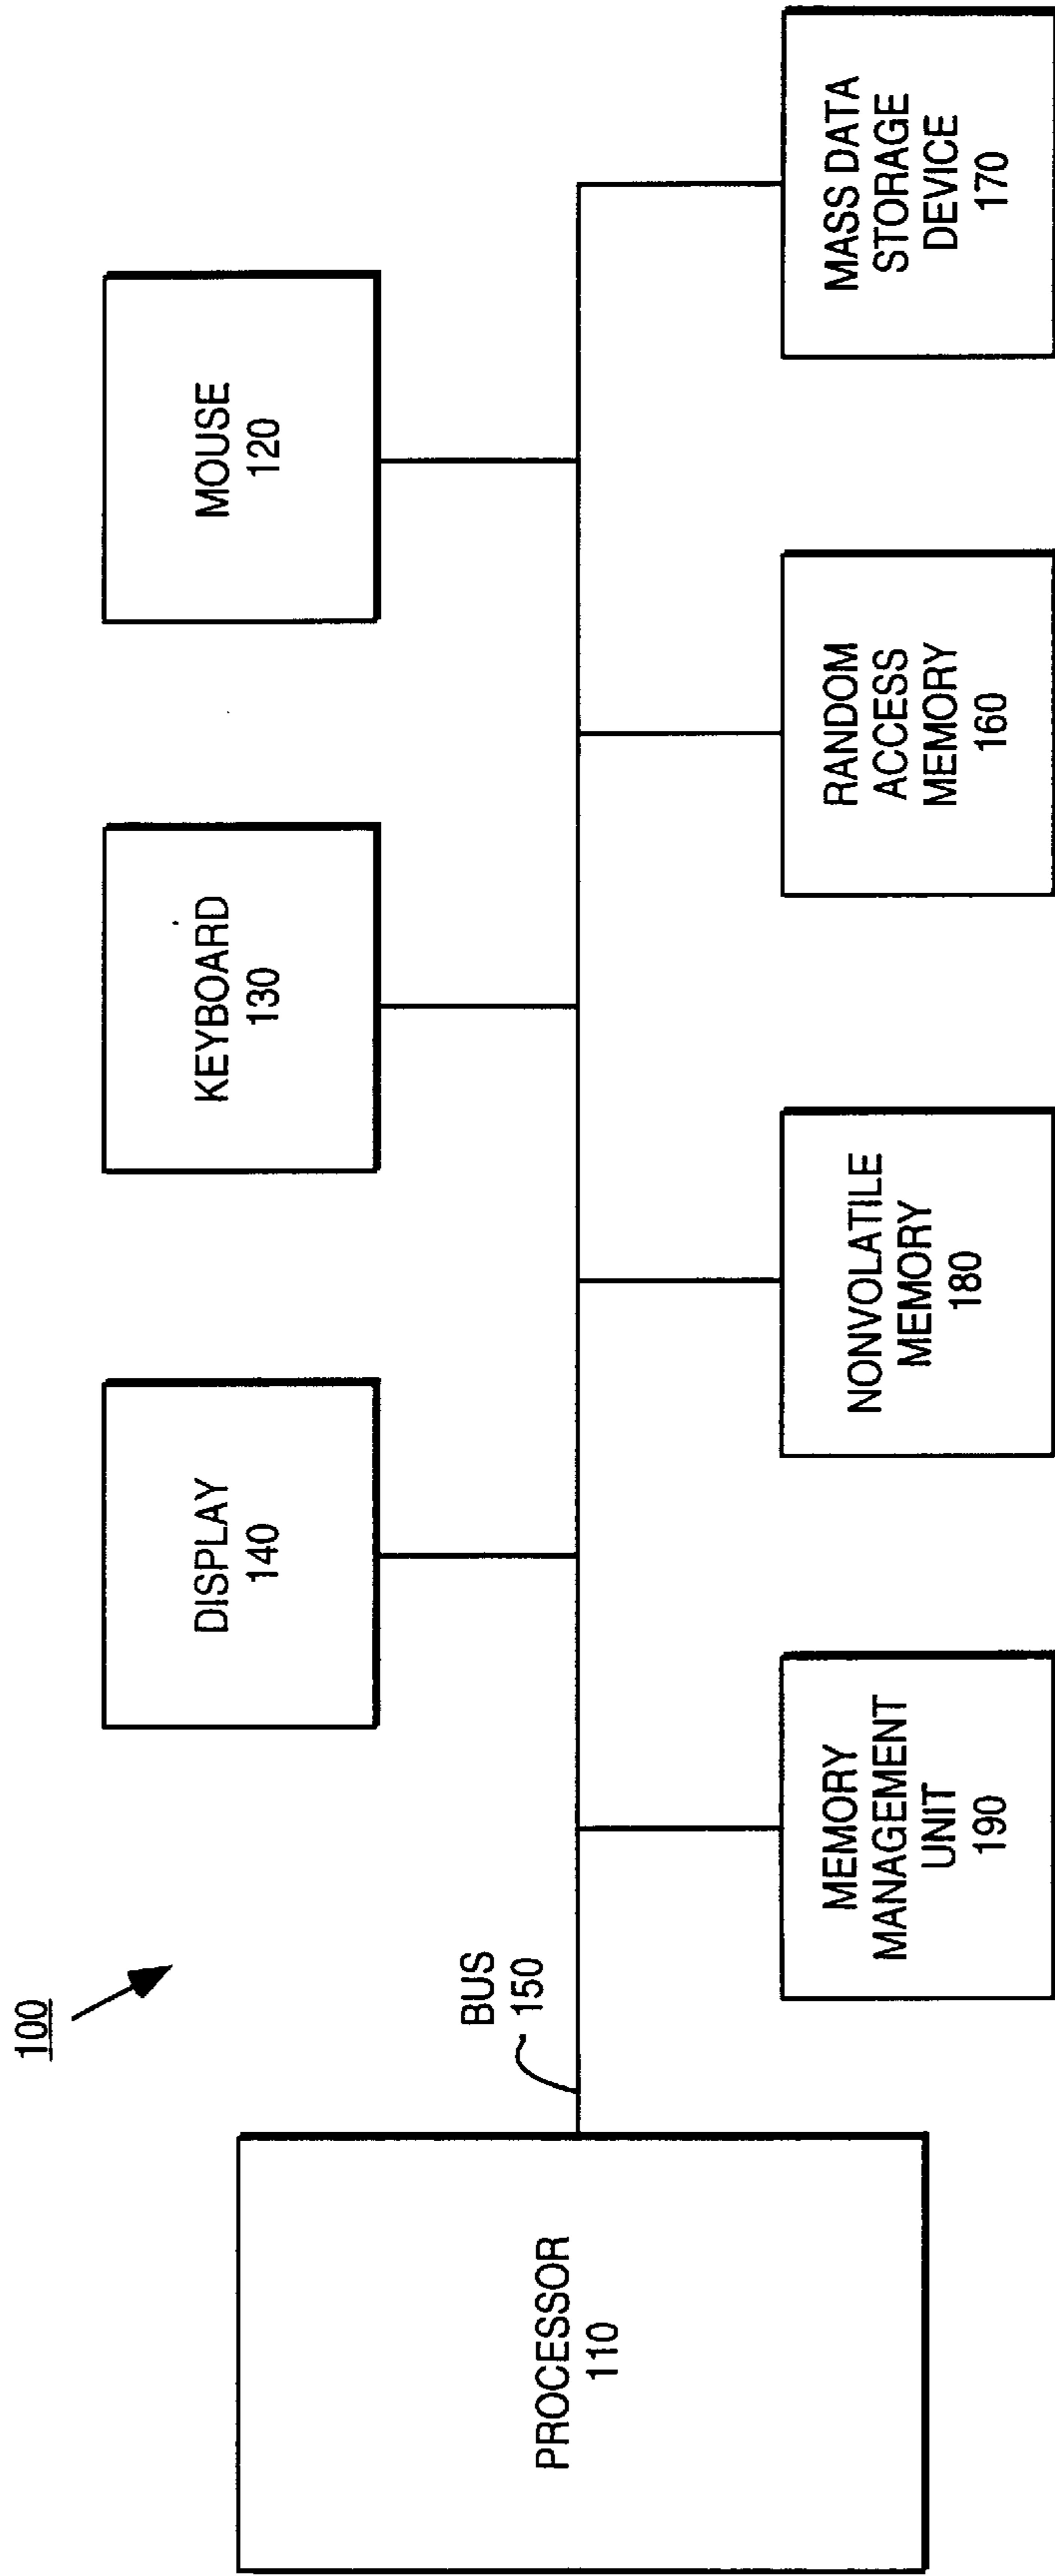 100
DISPLAY
140
KEYBOARD
130
MOUSE
120
BUS
150
PROCESSOR
110
MEMORY
MANAGEMENT
UNIT
190
NONVOLATILE
MEMORY
180
RANDOM
ACCESS
MEMORY
160
MASS DATA
STORAGE
DEVICE
170